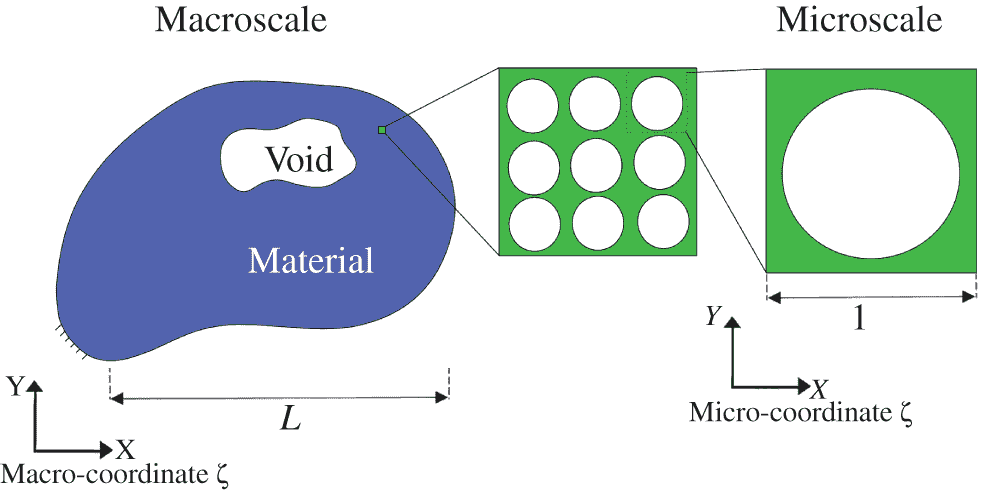 Macroscale
Microscale
Void
Material
1
Y
X
Micro-coordinate ζ
Y
X
L
Macro-coordinate ζ